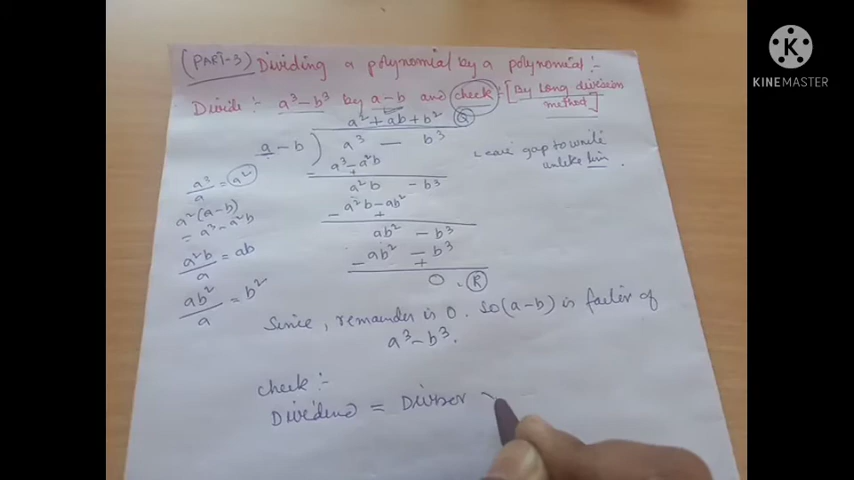 (PART-3) Dividing a polynomial by a polynomial :-
Divide :- a³-b³ by a-b and check :- [By Long division method]
a²+ab+b² Q
a-b ) a³ - b³
a³-a²b
- +
a²b - b³
a²b-ab²
- +
ab² - b³
ab² - b³
- +
0 . R
Leave gap to write
unlike
a³/a = a²
a²(a-b)
= a³-a²b
a²b/a = ab
ab²/a = b²
Since, remainder is 0. so (a-b) is factor of
a³-b³.
check :-
Dividend = Divisor
K
KINEMASTER